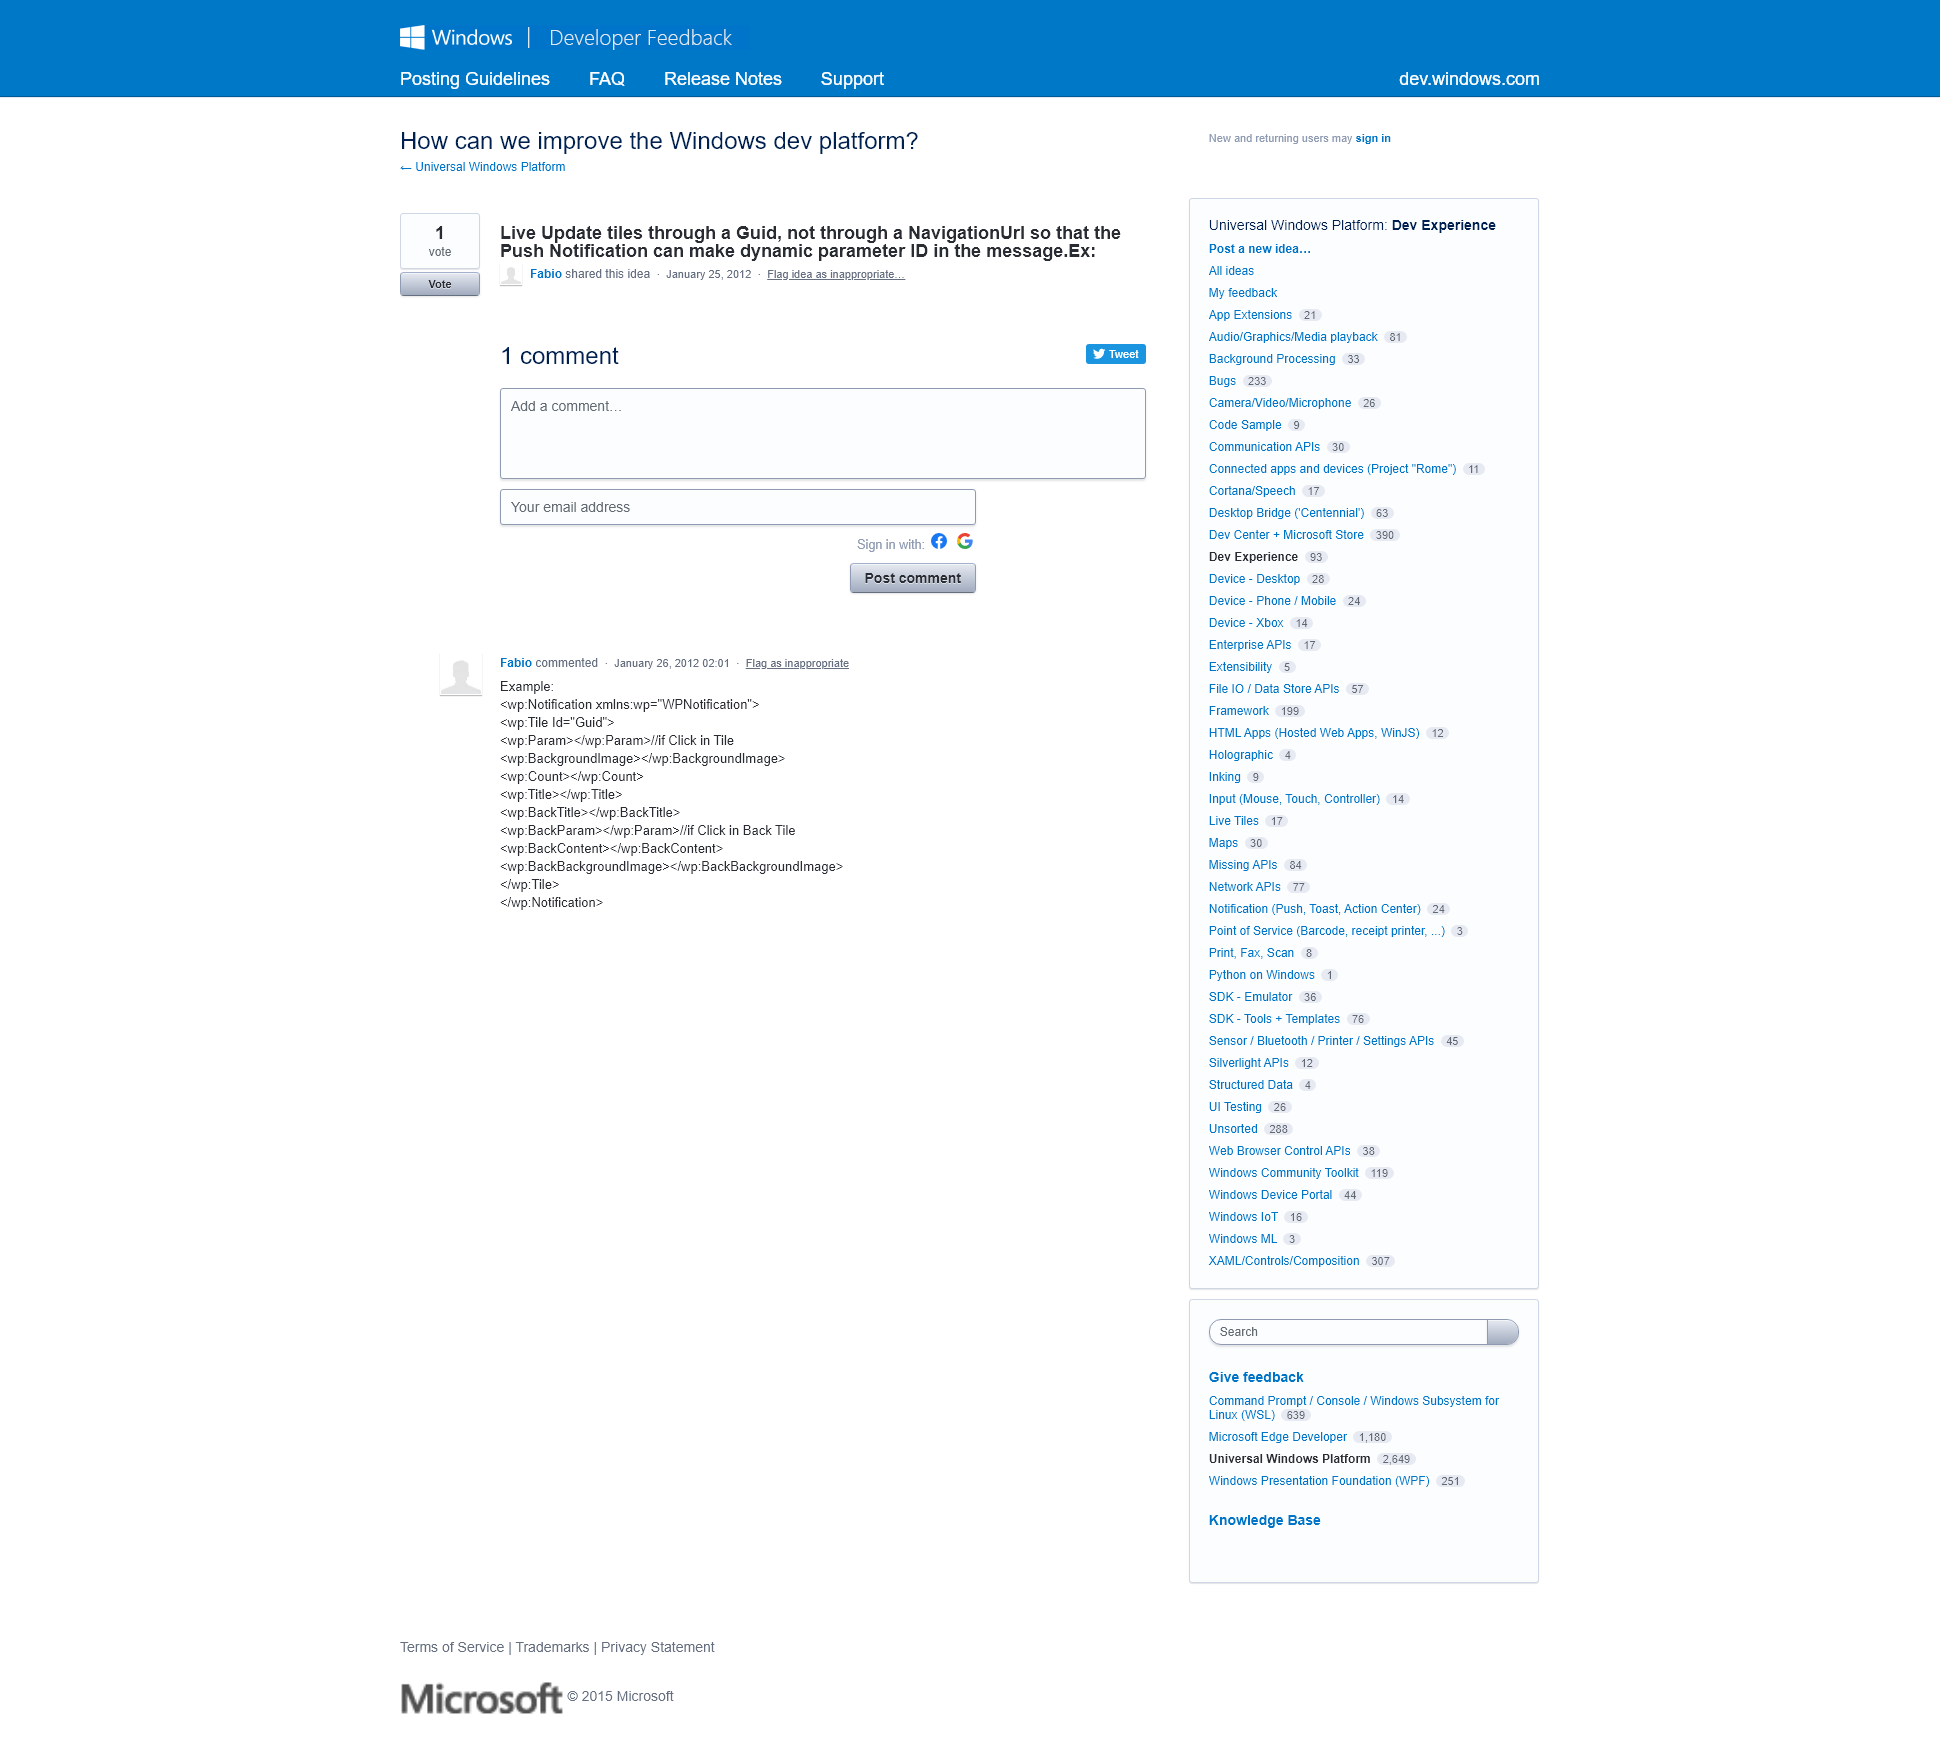 Windows | Developer Feedback
Posting Guidelines FAQ Release Notes Support dev.windows.com
How can we improve the Windows dev platform?
← Universal Windows Platform
New and returning users may sign in
1
vote
Vote
Live Update tiles through a Guid, not through a NavigationUrl so that the
Push Notification can make dynamic parameter ID in the message.Ex:
Fabio shared this idea · January 25, 2012 · Flag idea as inappropriate…
1 comment
Tweet
Add a comment…
Your email address
Sign in with:
Post comment
Fabio commented · January 26, 2012 02:01 · Flag as inappropriate
Example:
<wp:Notification xmlns:wp="WPNotification">
<wp:Tile Id="Guid">
<wp:Param></wp:Param>//if Click in Tile
<wp:BackgroundImage></wp:BackgroundImage>
<wp:Count></wp:Count>
<wp:Title></wp:Title>
<wp:BackTitle></wp:BackTitle>
<wp:BackParam></wp:Param>//if Click in Back Tile
<wp:BackContent></wp:BackContent>
<wp:BackBackgroundImage></wp:BackBackgroundImage>
</wp:Tile>
</wp:Notification>
Universal Windows Platform: Dev Experience
Post a new idea…
All ideas
My feedback
App Extensions 21
Audio/Graphics/Media playback 81
Background Processing 33
Bugs 233
Camera/Video/Microphone 26
Code Sample 9
Communication APIs 30
Connected apps and devices (Project "Rome") 11
Cortana/Speech 17
Desktop Bridge ('Centennial') 63
Dev Center + Microsoft Store 390
Dev Experience 93
Device - Desktop 28
Device - Phone / Mobile 24
Device - Xbox 14
Enterprise APIs 17
Extensibility 5
File IO / Data Store APIs 57
Framework 199
HTML Apps (Hosted Web Apps, WinJS) 12
Holographic 4
Inking 9
Input (Mouse, Touch, Controller) 14
Live Tiles 17
Maps 30
Missing APIs 84
Network APIs 77
Notification (Push, Toast, Action Center) 24
Point of Service (Barcode, receipt printer, ...) 3
Print, Fax, Scan 8
Python on Windows 1
SDK - Emulator 36
SDK - Tools + Templates 76
Sensor / Bluetooth / Printer / Settings APIs 45
Silverlight APIs 12
Structured Data 4
UI Testing 26
Unsorted 288
Web Browser Control APIs 38
Windows Community Toolkit 119
Windows Device Portal 44
Windows IoT 16
Windows ML 3
XAML/Controls/Composition 307
Search
Give feedback
Command Prompt / Console / Windows Subsystem for
Linux (WSL) 639
Microsoft Edge Developer 1,180
Universal Windows Platform 2,649
Windows Presentation Foundation (WPF) 251
Knowledge Base
Terms of Service | Trademarks | Privacy Statement
Microsoft © 2015 Microsoft